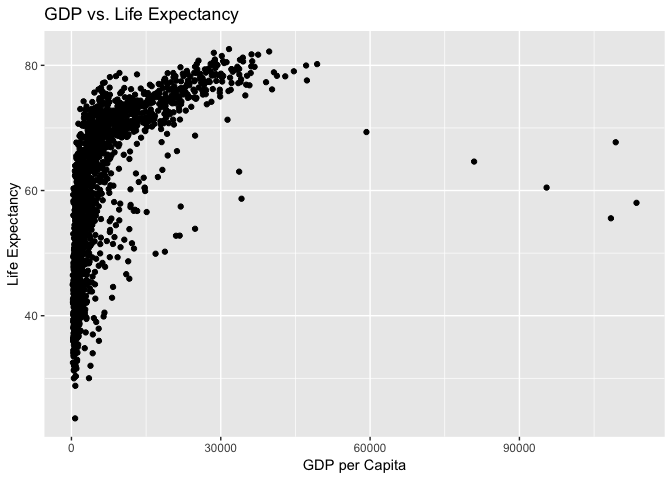 GDP vs. Life Expectancy
80
60
40
Life Expectancy
0 30000 60000 90000
GDP per Capita